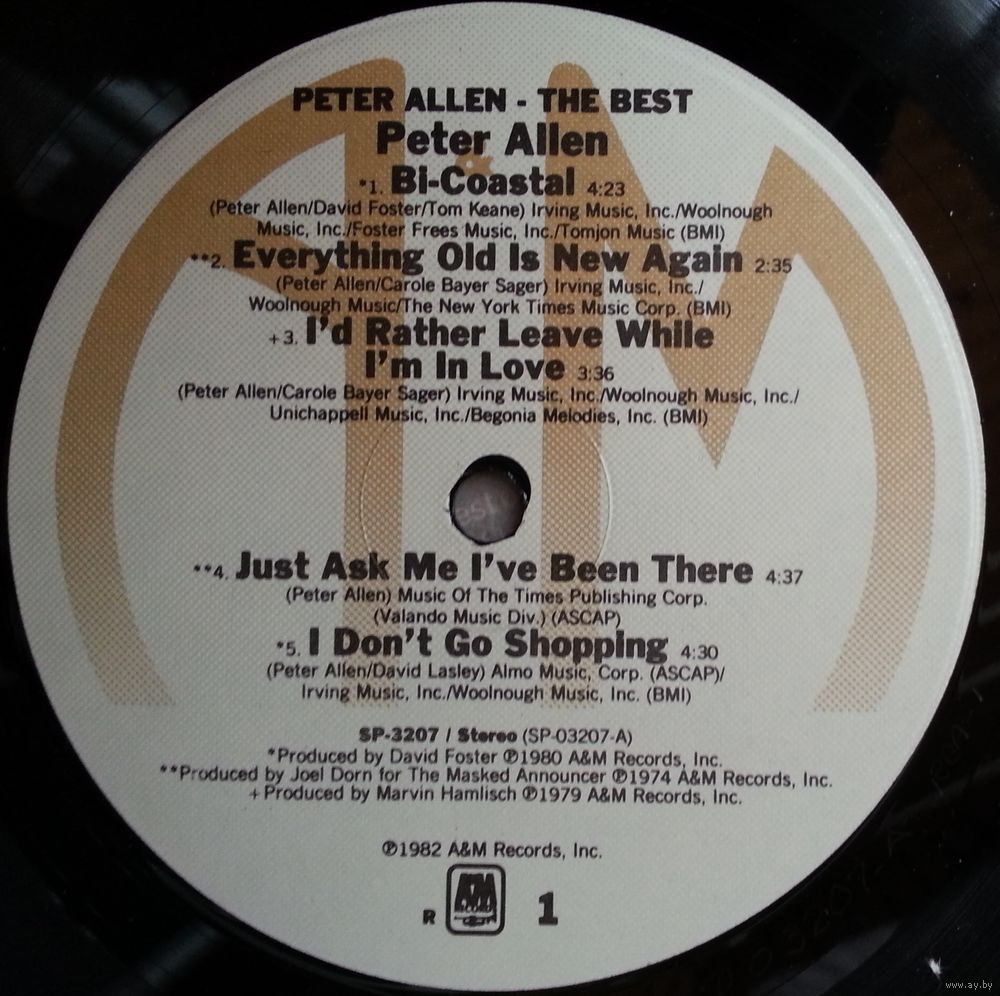 PETER ALLEN - THE BEST
Peter Allen
*1. Bi-Coastal 4:23
(Peter Allen/David Foster/Tom Keane) Irving Music, Inc./Woolnough
Music, Inc./Foster Frees Music, Inc./Tomjon Music (BMI)
**2. Everything Old Is New Again 2:35
(Peter Allen/Carole Bayer Sager) Irving Music, Inc./
Woolnough Music/The New York Times Music Corp. (BMI)
+3. I'd Rather Leave While
I'm In Love 3:36
(Peter Allen/Carole Bayer Sager) Irving Music, Inc./Woolnough Music, Inc./
Unichappell Music, Inc./Begonia Melodies, Inc. (BMI)
**4. Just Ask Me I've Been There 4:37
(Peter Allen) Music Of The Times Publishing Corp.
(Valando Music Div.) (ASCAP)
*5. I Don't Go Shopping 4:30
(Peter Allen/David Lasley) Almo Music, Corp. (ASCAP)/
Irving Music, Inc./Woolnough Music, Inc. (BMI)
SP-3207 / Stereo (SP-03207-A)
*Produced by David Foster ℗1980 A&M Records, Inc.
**Produced by Joel Dorn for The Masked Announcer ℗1974 A&M Records, Inc.
+Produced by Marvin Hamlisch ℗1979 A&M Records, Inc.
℗1982 A&M Records, Inc.
R A&M RECORDS 1
www.ay.by